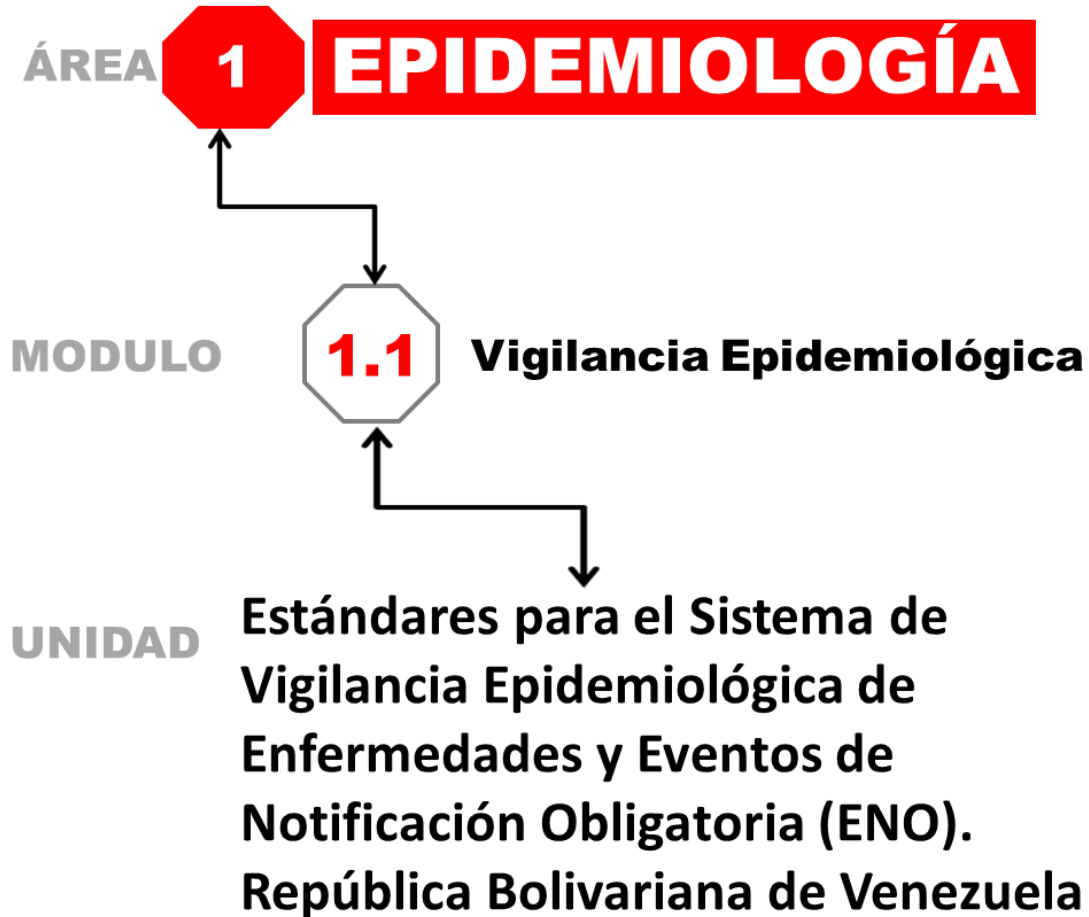 ÁREA 1 EPIDEMIOLOGÍA
MODULO 1.1 Vigilancia Epidemiológica
UNIDAD Estándares para el Sistema de
Vigilancia Epidemiológica de
Enfermedades y Eventos de
Notificación Obligatoria (ENO).
República Bolivariana de Venezuela